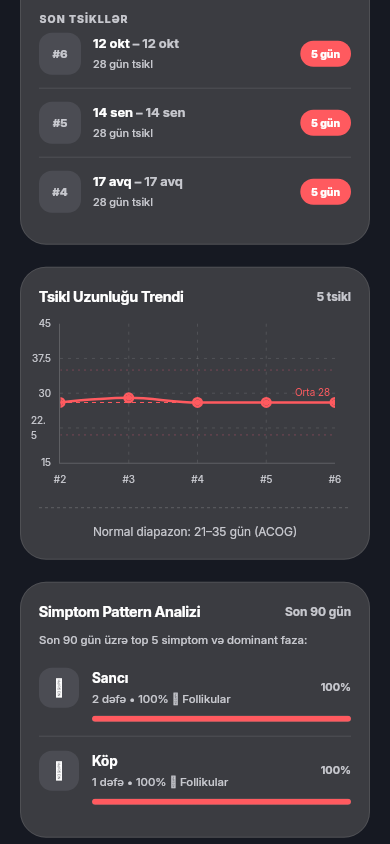 SON TSİKLLƏR
#6
12 okt – 12 okt
28 gün tsikl
5 gün
#5
14 sen – 14 sen
28 gün tsikl
5 gün
#4
17 avq – 17 avq
28 gün tsikl
5 gün
Tsikl Uzunluğu Trendi
5 tsikl
45
37.5
30
22.
5
15
Orta 28
#2
#3
#4
#5
#6
Normal diapazon: 21–35 gün (ACOG)
Simptom Pattern Analizi
Son 90 gün
Son 90 gün üzrə top 5 simptom və dominant faza:
Sancı
2 dəfə • 100% Follikular
100%
Köp
1 dəfə • 100% Follikular
100%